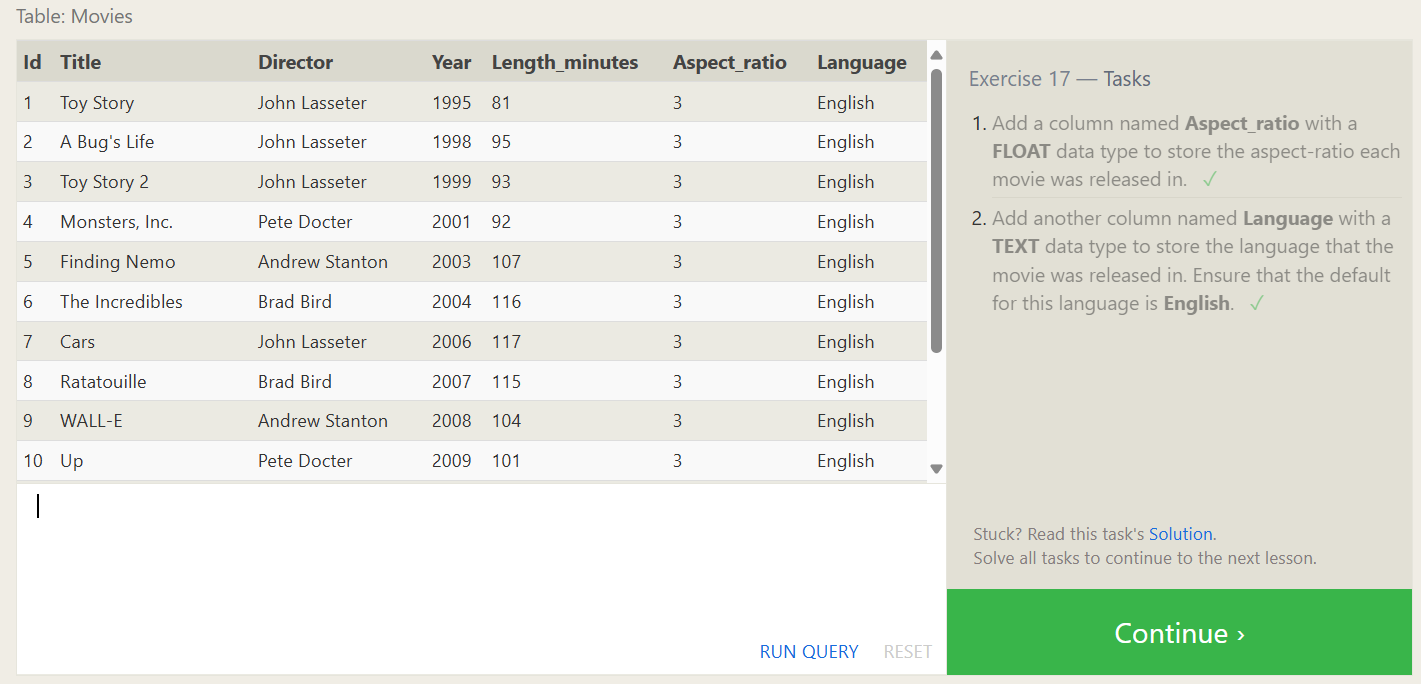 Table: Movies
Id Title Director Year Length_minutes Aspect_ratio Language
1 Toy Story John Lasseter 1995 81 3 English
2 A Bug's Life John Lasseter 1998 95 3 English
3 Toy Story 2 John Lasseter 1999 93 3 English
4 Monsters, Inc. Pete Docter 2001 92 3 English
5 Finding Nemo Andrew Stanton 2003 107 3 English
6 The Incredibles Brad Bird 2004 116 3 English
7 Cars John Lasseter 2006 117 3 English
8 Ratatouille Brad Bird 2007 115 3 English
9 WALL-E Andrew Stanton 2008 104 3 English
10 Up Pete Docter 2009 101 3 English
RUN QUERY RESET
Exercise 17 — Tasks
1. Add a column named Aspect_ratio with a
FLOAT data type to store the aspect-ratio each
movie was released in. ✓
2. Add another column named Language with a
TEXT data type to store the language that the
movie was released in. Ensure that the default
for this language is English. ✓
Stuck? Read this task's Solution.
Solve all tasks to continue to the next lesson.
Continue ›